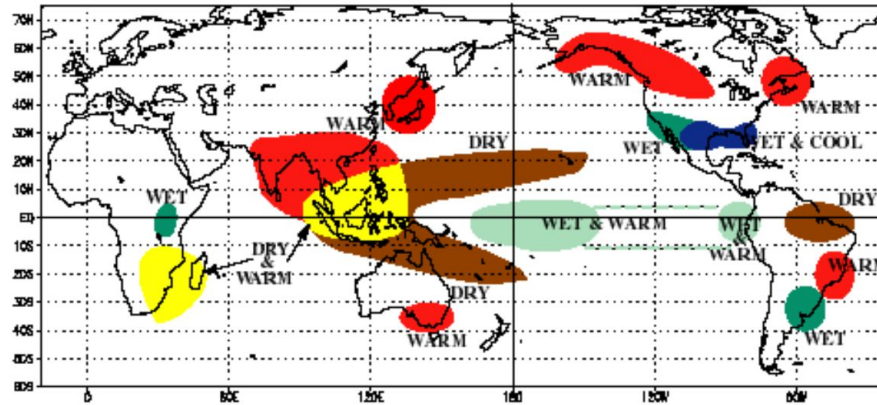 70N
60N
50N
40N
30N
20N
10N
EQ
10S
20S
30S
40S
50S
60S
WARM
WARM
WARM
DRY
WET
WET & COOL
WET
WET & WARM
WET
&
WARM
DRY
DRY
&
WARM
DRY
WARM
WARM
WET
0
60E
120E
180
120W
60W